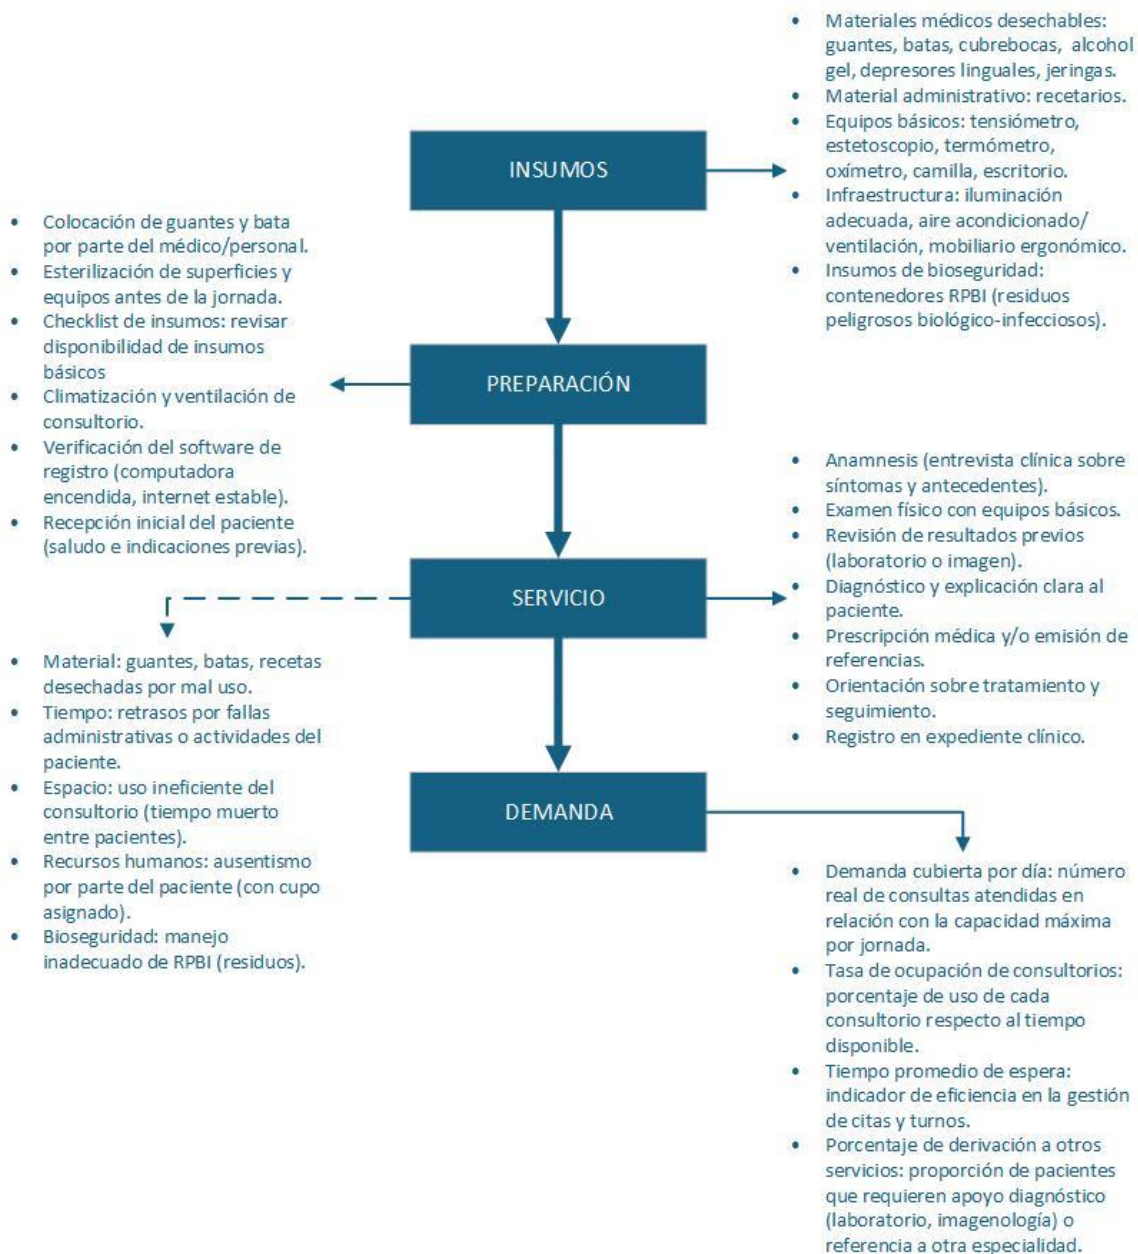 INSUMOS
• Materiales médicos desechables:
guantes, batas, cubrebocas, alcohol
gel, depresores linguales, jeringas.
• Material administrativo: recetarios.
• Equipos básicos: tensiómetro,
estetoscopio, termómetro,
oxímetro, camilla, escritorio.
• Infraestructura: iluminación
adecuada, aire acondicionado/
ventilación, mobiliario ergonómico.
• Insumos de bioseguridad:
contenedores RPBI (residuos
peligrosos biológico-infecciosos).
PREPARACIÓN
• Colocación de guantes y bata
por parte del médico/personal.
• Esterilización de superficies y
equipos antes de la jornada.
• Checklist de insumos: revisar
disponibilidad de insumos
básicos
• Climatización y ventilación de
consultorio.
• Verificación del software de
registro (computadora
encendida, internet estable).
• Recepción inicial del paciente
(saludo e indicaciones previas).
SERVICIO
• Anamnesis (entrevista clínica sobre
síntomas y antecedentes).
• Examen físico con equipos básicos.
• Revisión de resultados previos
(laboratorio o imagen).
• Diagnóstico y explicación clara al
paciente.
• Prescripción médica y/o emisión de
referencias.
• Orientación sobre tratamiento y
seguimiento.
• Registro en expediente clínico.
• Material: guantes, batas, recetas
desechadas por mal uso.
• Tiempo: retrasos por fallas
administrativas o actividades del
paciente.
• Espacio: uso ineficiente del
consultorio (tiempo muerto
entre pacientes).
• Recursos humanos: ausentismo
por parte del paciente (con cupo
asignado).
• Bioseguridad: manejo
inadecuado de RPBI (residuos).
DEMANDA
• Demanda cubierta por día: número
real de consultas atendidas en
relación con la capacidad máxima
por jornada.
• Tasa de ocupación de consultorios:
porcentaje de uso de cada
consultorio respecto al tiempo
disponible.
• Tiempo promedio de espera:
indicador de eficiencia en la gestión
de citas y turnos.
• Porcentaje de derivación a otros
servicios: proporción de pacientes
que requieren apoyo diagnóstico
(laboratorio, imagenología) o
referencia a otra especialidad.